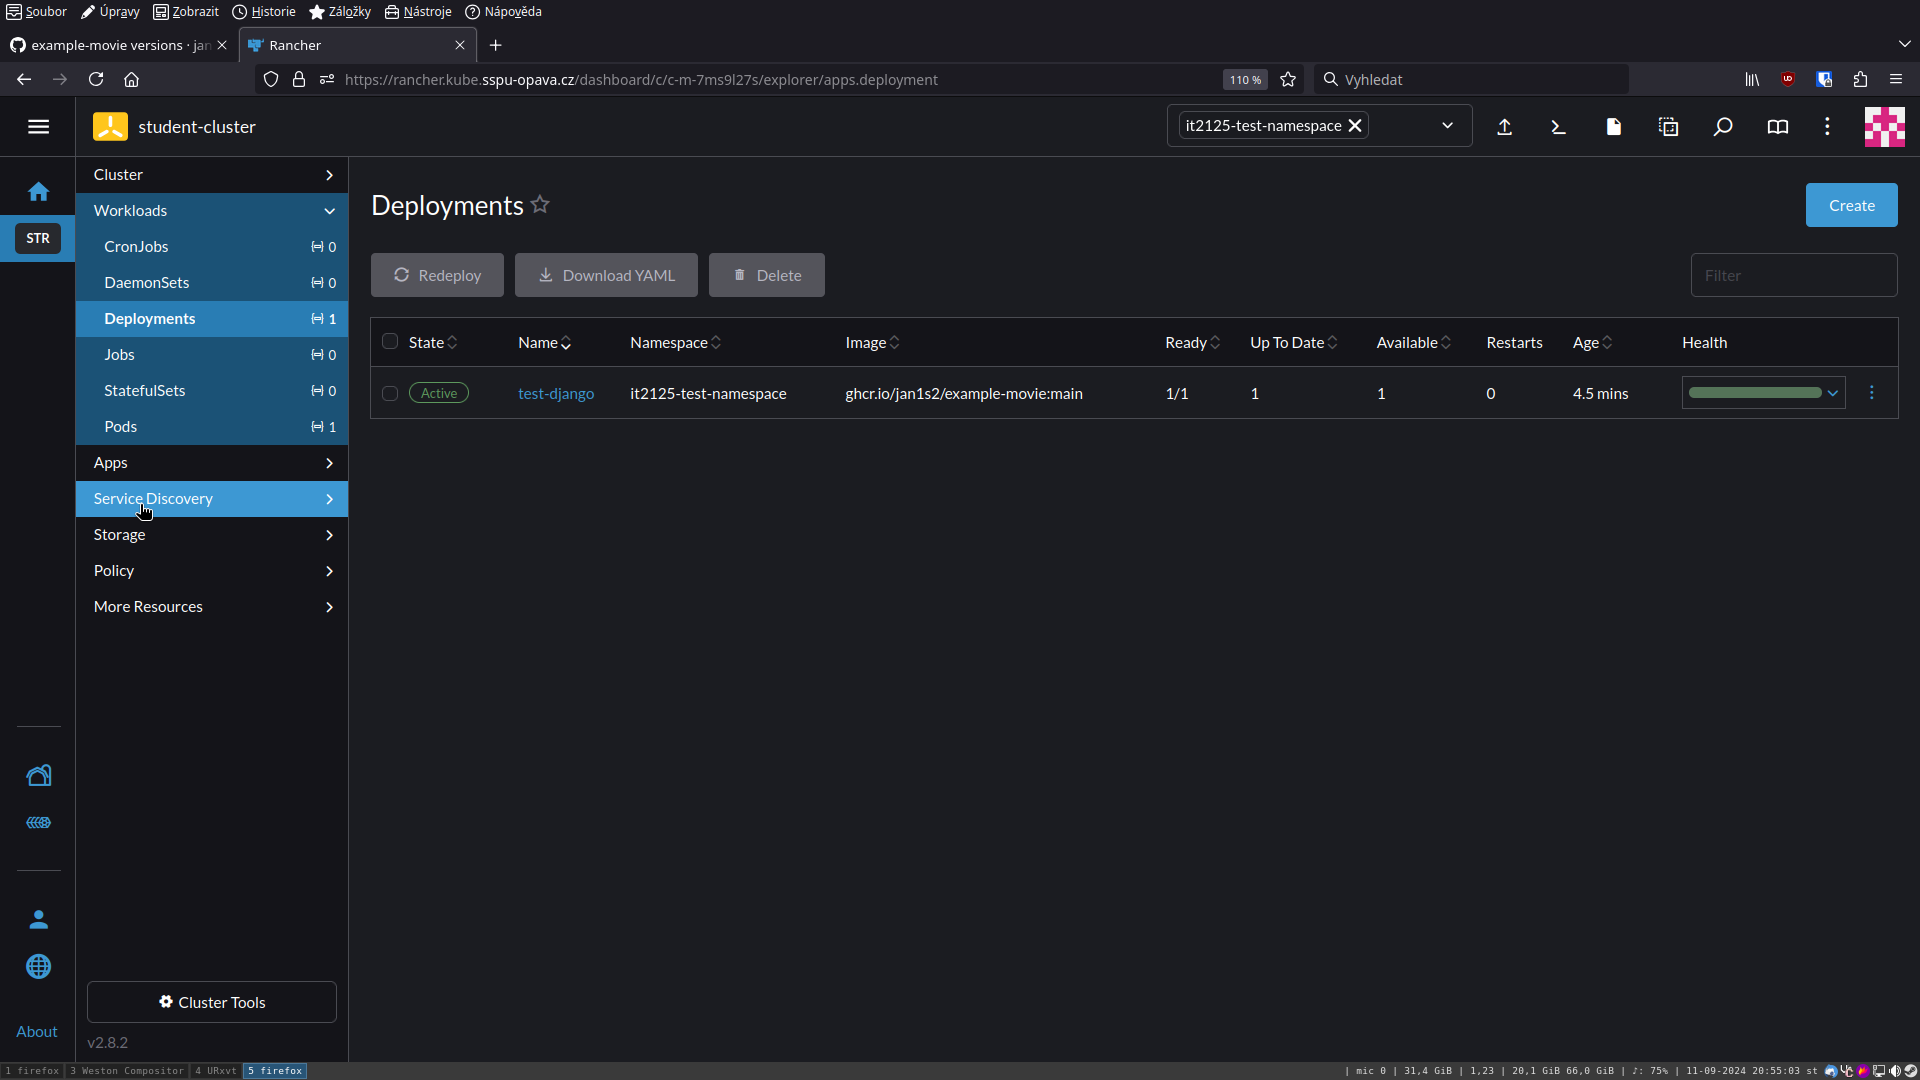 Soubor Úpravy Zobrazit Historie Záložky Nástroje Nápověda
example-movie versions · jan
Rancher
https://rancher.kube.sspu-opava.cz/dashboard/c/c-m-7ms9l27s/explorer/apps.deployment
110 %
Vyhledat
student-cluster
it2125-test-namespace
Cluster
Workloads
STR
CronJobs 0
DaemonSets 0
Deployments 1
Jobs 0
StatefulSets 0
Pods 1
Apps
Service Discovery
Storage
Policy
More Resources
Cluster Tools
About
v2.8.2
Deployments
Create
Redeploy Download YAML Delete
Filter
State Name Namespace Image Ready Up To Date Available Restarts Age Health
Active test-django it2125-test-namespace ghcr.io/jan1s2/example-movie:main 1/1 1 1 0 4.5 mins
1 firefox 3 Weston Compositor 4 URxvt 5 firefox
| mic 0 | 31,4 GiB | 1,23 | 20,1 GiB 66,0 GiB | ♪: 75% | 11-09-2024 20:55:03 st